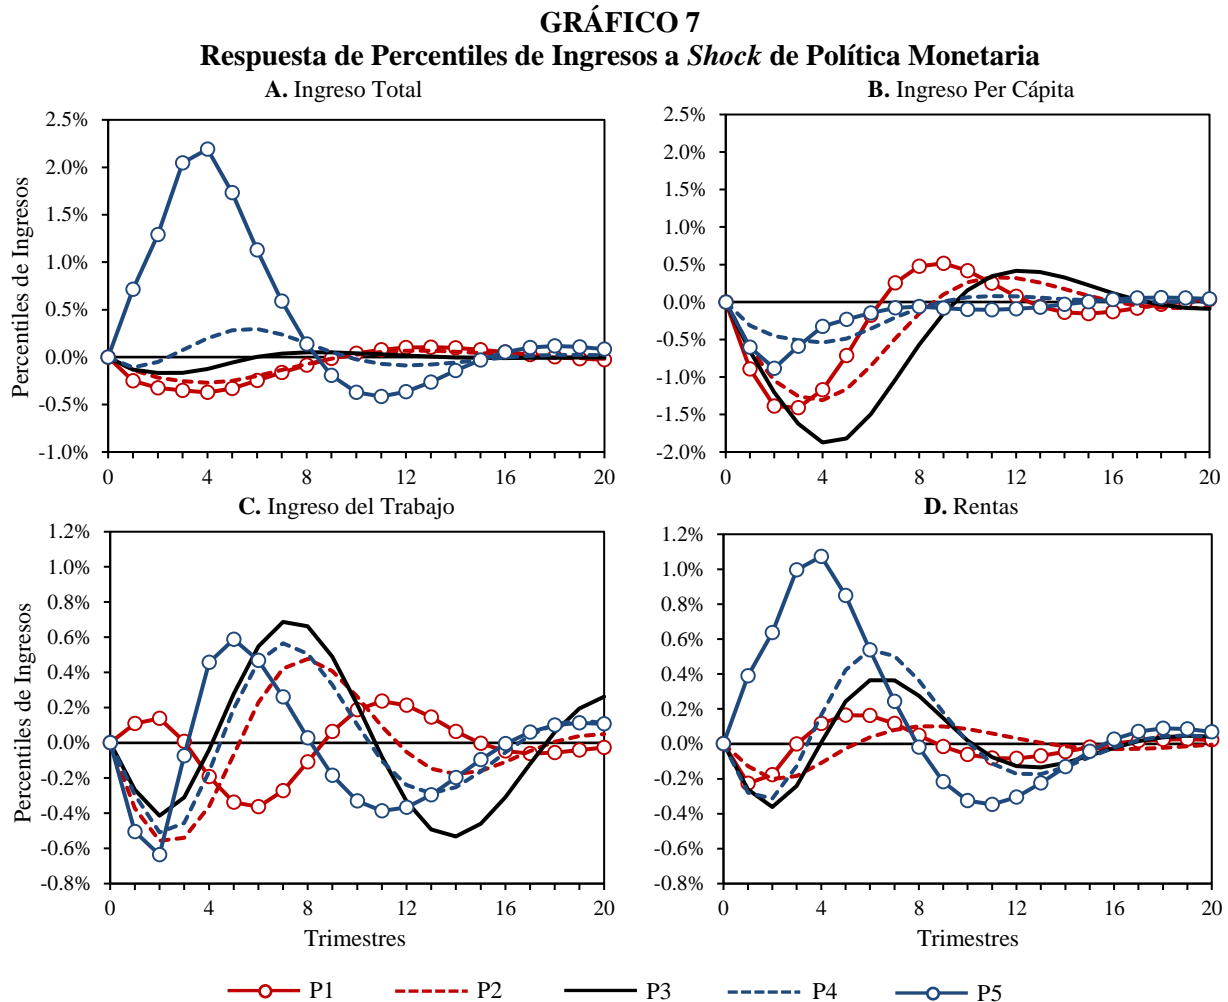 GRÁFICO 7
Respuesta de Percentiles de Ingresos a Shock de Política Monetaria
A. Ingreso Total
Percentiles de Ingresos
2.5%
2.0%
1.5%
1.0%
0.5%
0.0%
-0.5%
-1.0%
0 4 8 12 16 20
B. Ingreso Per Cápita
2.5%
2.0%
1.5%
1.0%
0.5%
0.0%
-0.5%
-1.0%
-1.5%
-2.0%
0 4 8 12 16 20
C. Ingreso del Trabajo
Percentiles de Ingresos
1.2%
1.0%
0.8%
0.6%
0.4%
0.2%
0.0%
-0.2%
-0.4%
-0.6%
-0.8%
0 4 8 12 16 20
Trimestres
D. Rentas
1.2%
1.0%
0.8%
0.6%
0.4%
0.2%
0.0%
-0.2%
-0.4%
-0.6%
-0.8%
0 4 8 12 16 20
Trimestres
P1 P2 P3 P4 P5